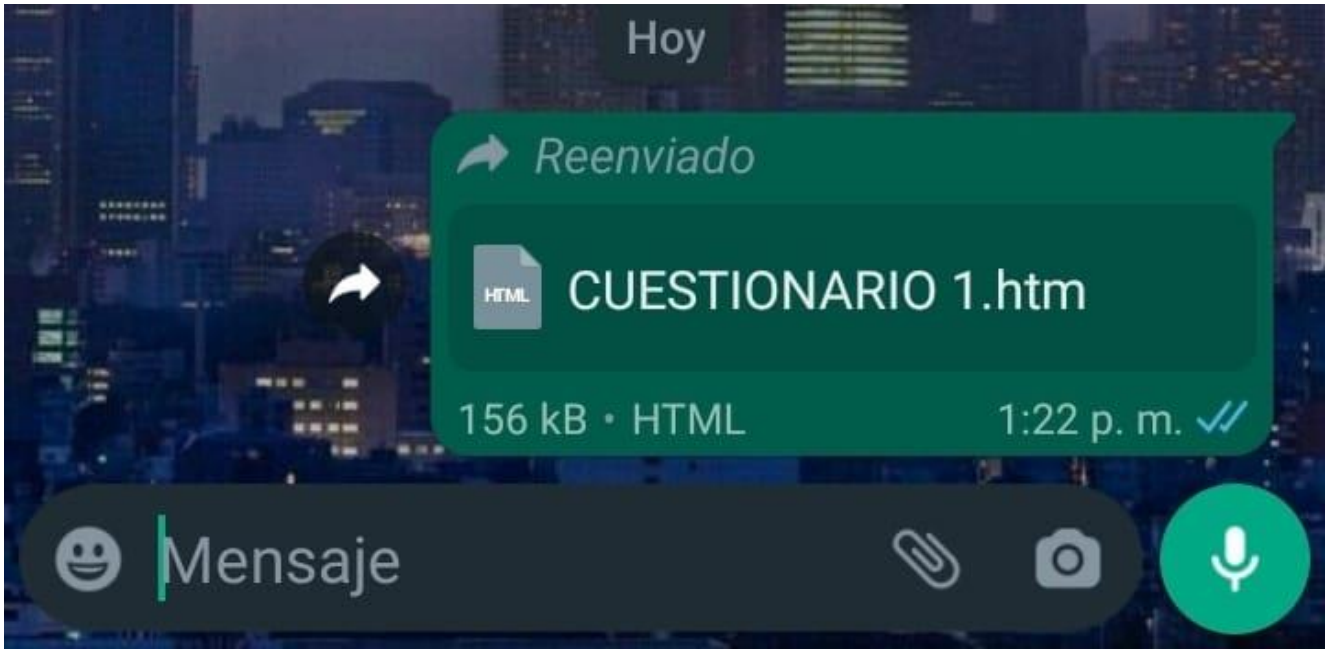 Hoy
Reenviado
HTML
CUESTIONARIO 1.htm
156 kB • HTML
1:22 p. m.
Mensaje